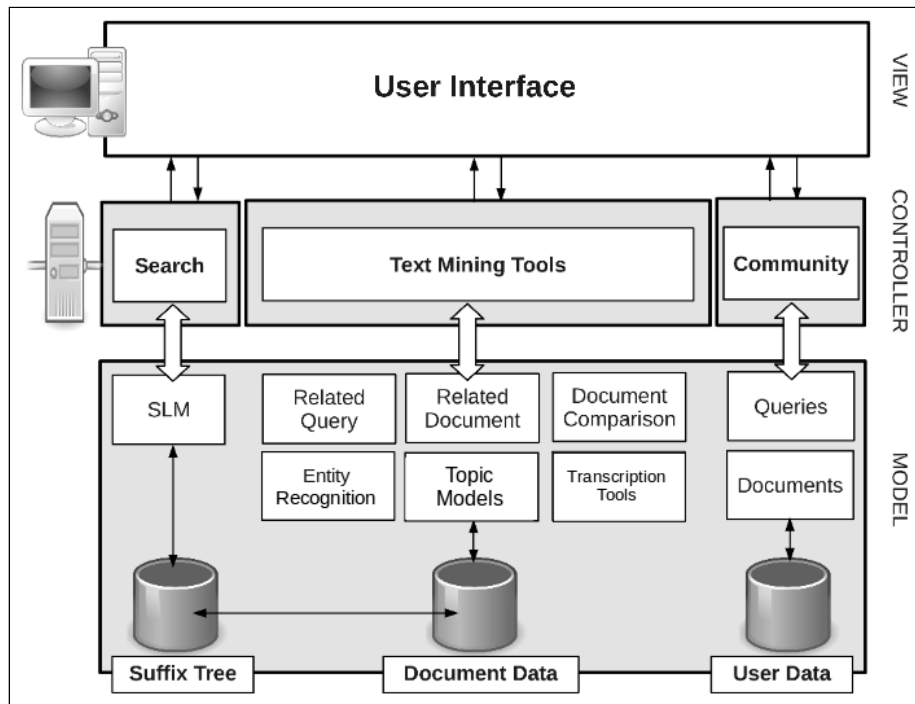 User Interface
VIEW
Search
Text Mining Tools
Community
CONTROLLER
SLM
Related
Query
Related
Document
Document
Comparison
Queries
Entity
Recognition
Topic
Models
Transcription
Tools
Documents
MODEL
Suffix Tree
Document Data
User Data